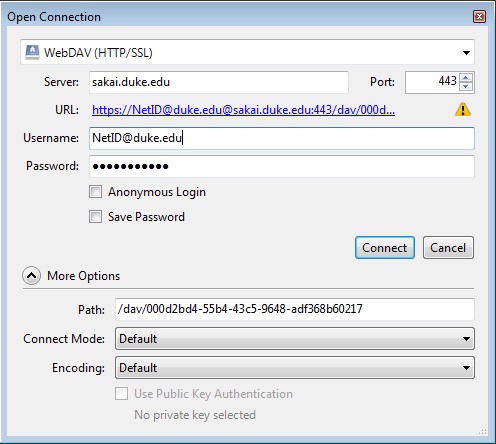 Open Connection
WebDAV (HTTP/SSL)
Server: sakai.duke.edu Port: 443
URL: https://NetID@duke.edu@sakai.duke.edu:443/dav/000d...
Username: NetID@duke.edu
Password: ●●●●●●●●●●●
Anonymous Login
Save Password
Connect Cancel
More Options
Path: /dav/000d2bd4-55b4-43c5-9648-adf368b60217
Connect Mode: Default
Encoding: Default
Use Public Key Authentication
No private key selected